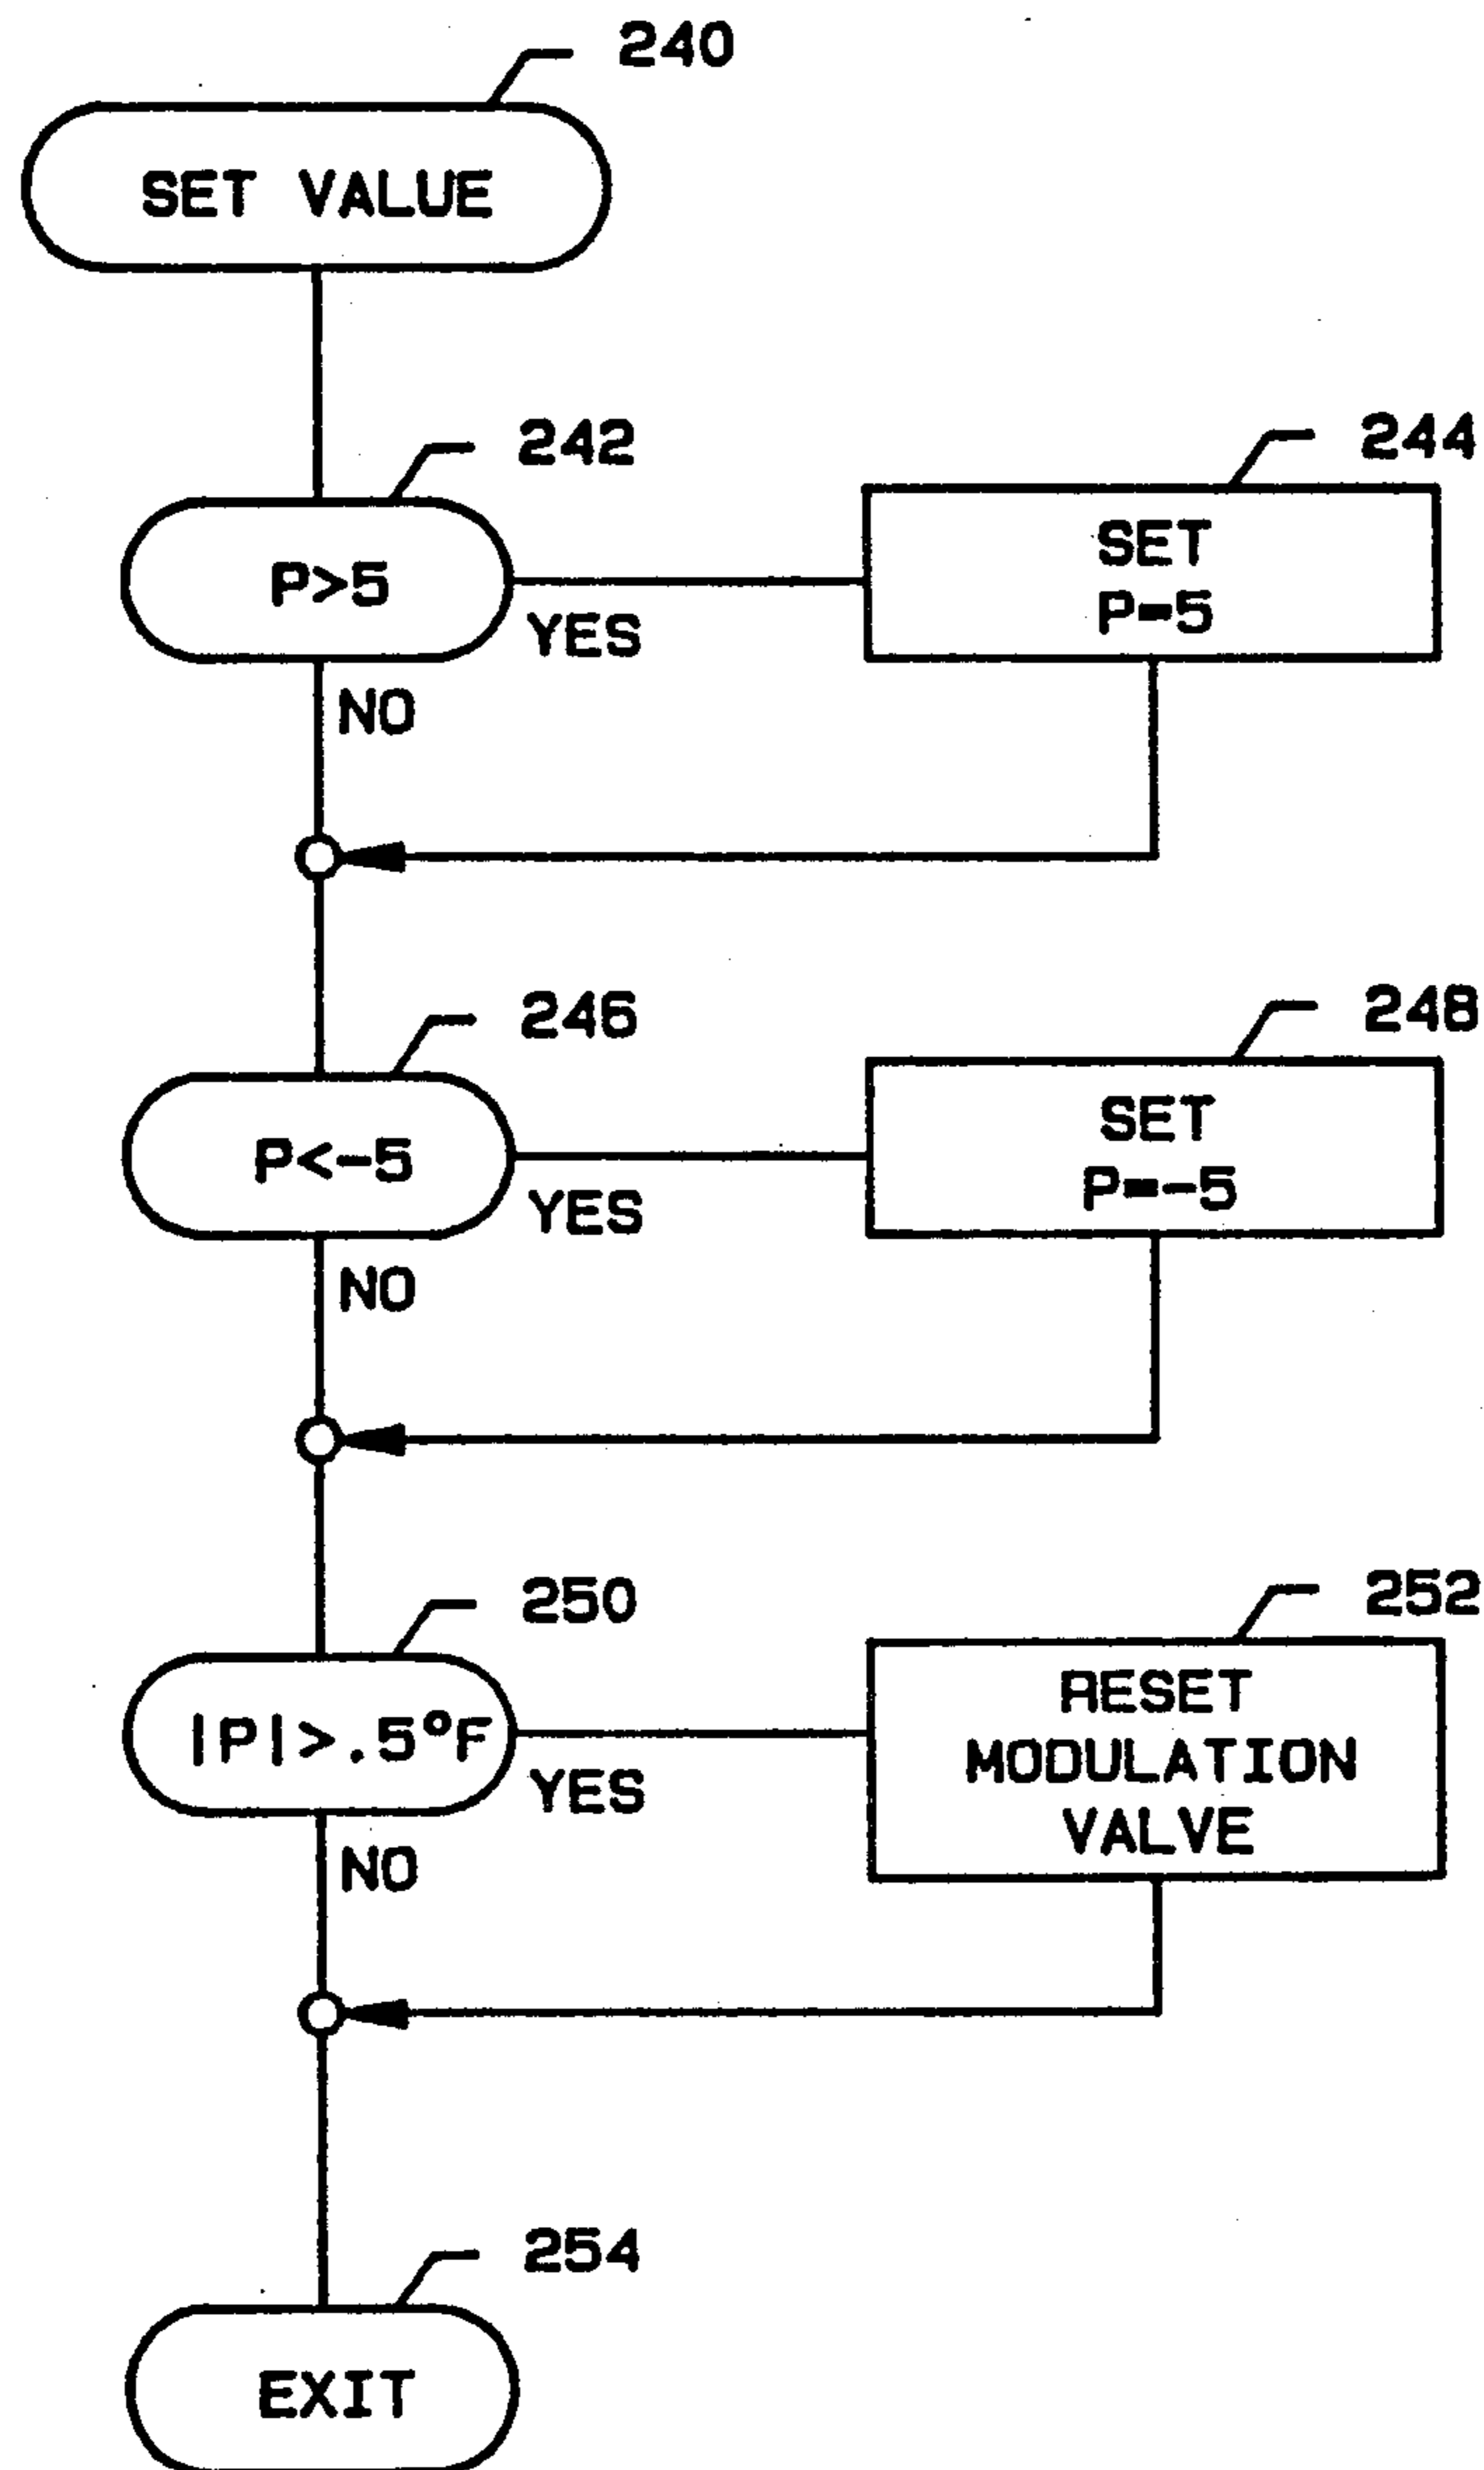 240
SET VALUE
242
P>5
YES
NO
244
SET
P=5
246
P<-5
YES
NO
248
SET
P=-5
250
|P|>.5°F
YES
NO
252
RESET
MODULATION
VALVE
254
EXIT